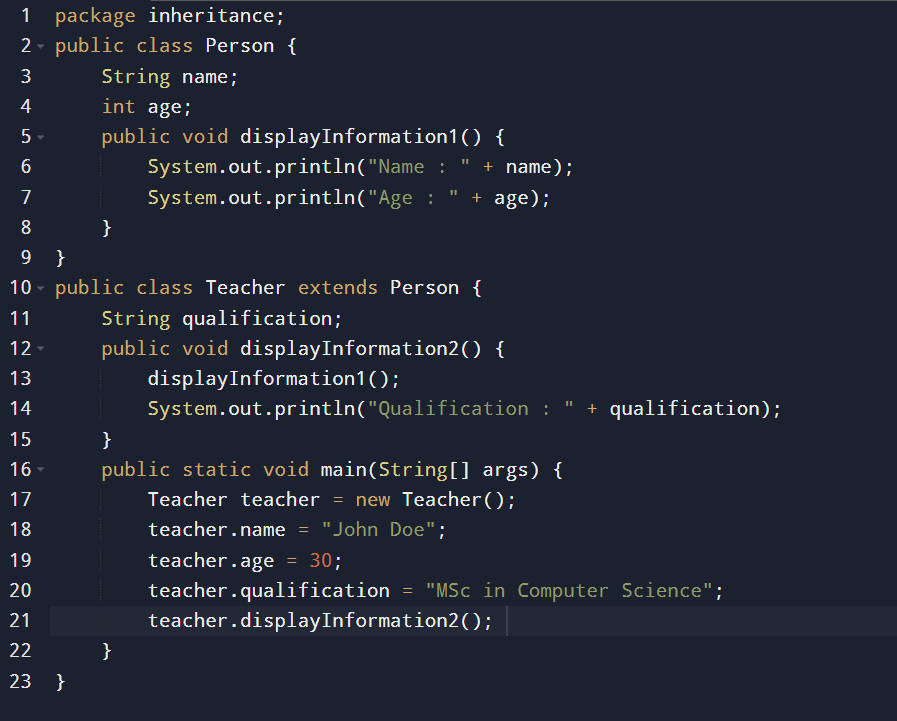 1 package inheritance;
2 public class Person {
3     String name;
4     int age;
5     public void displayInformation1() {
6         System.out.println("Name : " + name);
7         System.out.println("Age : " + age);
8     }
9 }
10 public class Teacher extends Person {
11     String qualification;
12     public void displayInformation2() {
13         displayInformation1();
14         System.out.println("Qualification : " + qualification);
15     }
16     public static void main(String[] args) {
17         Teacher teacher = new Teacher();
18         teacher.name = "John Doe";
19         teacher.age = 30;
20         teacher.qualification = "MSc in Computer Science";
21         teacher.displayInformation2();
22     }
23 }